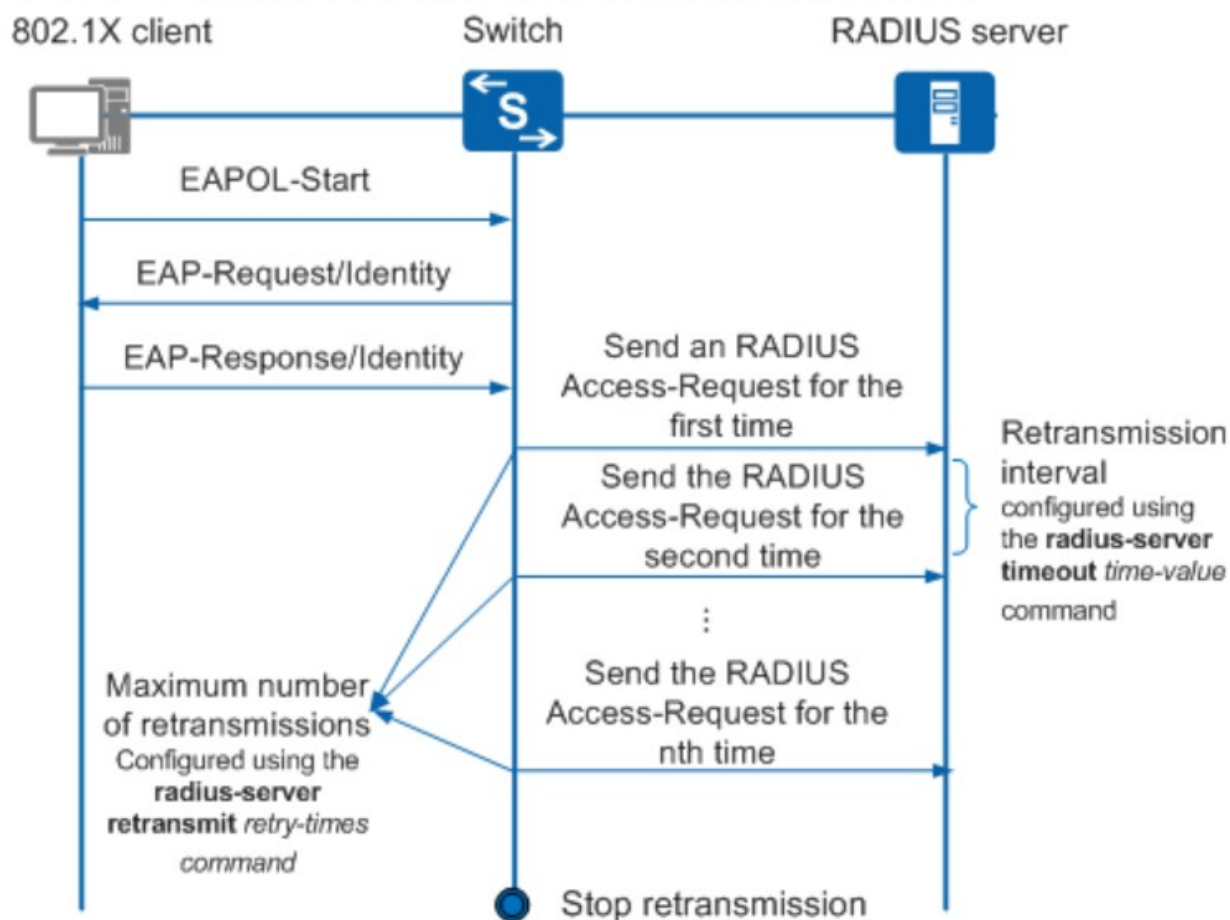 802.1X client
Switch
RADIUS server
S
EAPOL-Start
EAP-Request/Identity
EAP-Response/Identity
Send an RADIUS
Access-Request for the
first time
Send the RADIUS
Access-Request for the
second time
Retransmission
interval
configured using
the radius-server
timeout time-value
command
⋮
Send the RADIUS
Access-Request for the
nth time
Maximum number
of retransmissions
Configured using the
radius-server
retransmit retry-times
command
Stop retransmission